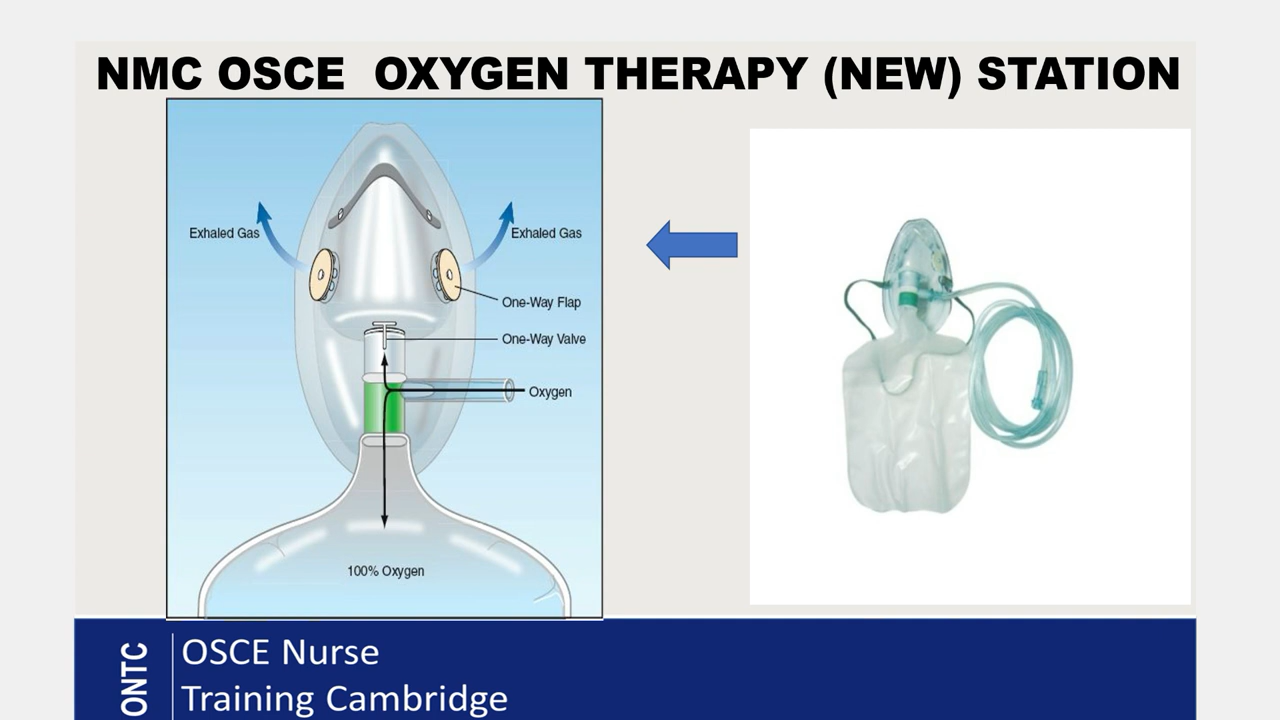 NMC OSCE OXYGEN THERAPY (NEW) STATION
Exhaled Gas
Exhaled Gas
One-Way Flap
One-Way Valve
Oxygen
100% Oxygen
ONTC
OSCE Nurse
Training Cambridge